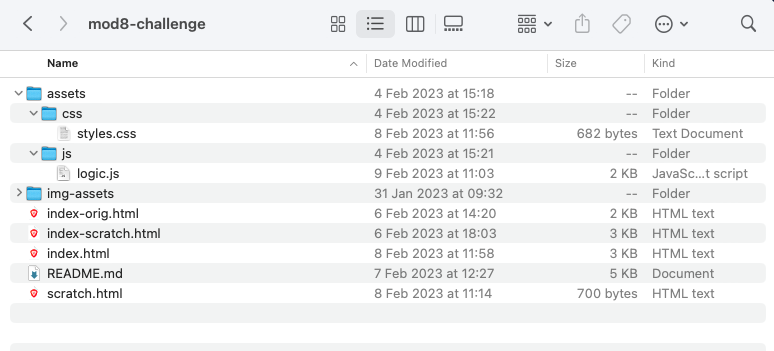 mod8-challenge
Name Date Modified Size Kind
assets 4 Feb 2023 at 15:18 -- Folder
css 4 Feb 2023 at 15:22 -- Folder
styles.css 8 Feb 2023 at 11:56 682 bytes Text Document
js 4 Feb 2023 at 15:21 -- Folder
logic.js 9 Feb 2023 at 11:03 2 KB JavaSc...t script
img-assets 31 Jan 2023 at 09:32 -- Folder
index-orig.html 6 Feb 2023 at 14:20 2 KB HTML text
index-scratch.html 6 Feb 2023 at 18:03 3 KB HTML text
index.html 8 Feb 2023 at 11:58 3 KB HTML text
README.md 7 Feb 2023 at 12:27 5 KB Document
scratch.html 8 Feb 2023 at 11:14 700 bytes HTML text